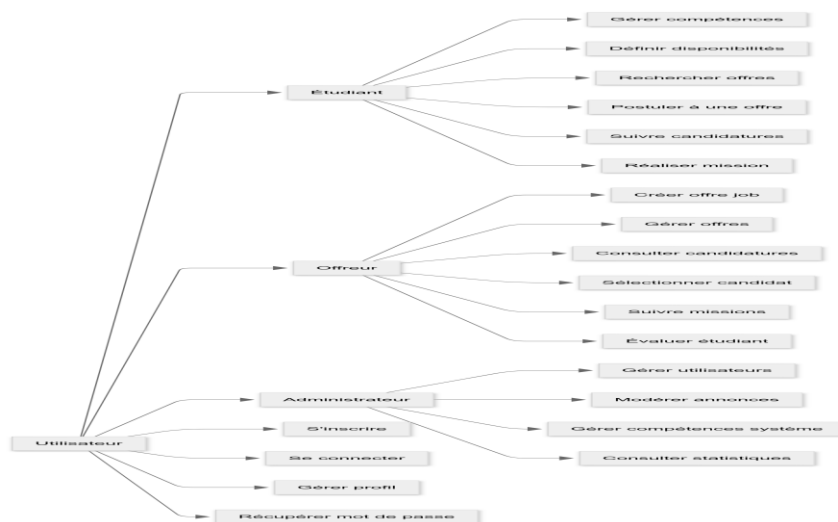 Gérer compétences
Définir disponibilités
Rechercher offres
Étudiant
Postuler à une offre
Suivre candidatures
Réaliser mission
Créer offre job
Gérer offres
Consulter candidatures
Offreur
Sélectionner candidat
Suivre missions
Évaluer étudiant
Gérer utilisateurs
Administrateur
Modérer annonces
S'inscrire
Gérer compétences système
Utilisateur
Se connecter
Consulter statistiques
Gérer profil
Récupérer mot de passe